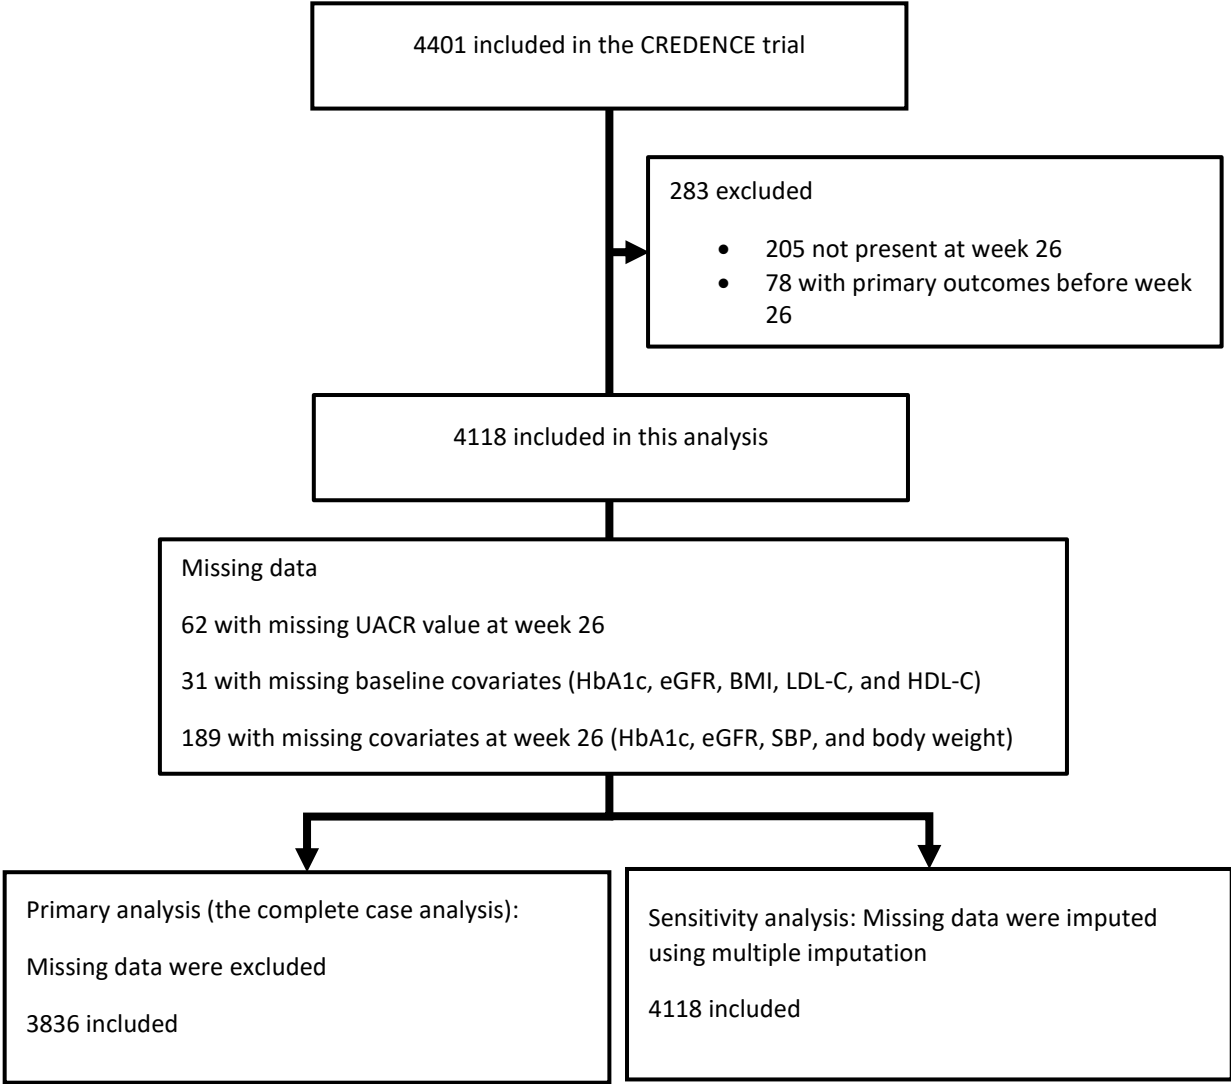 4401 included in the CREDENCE trial
283 excluded
• 205 not present at week 26
• 78 with primary outcomes before week
26
4118 included in this analysis
Missing data
62 with missing UACR value at week 26
31 with missing baseline covariates (HbA1c, eGFR, BMI, LDL-C, and HDL-C)
189 with missing covariates at week 26 (HbA1c, eGFR, SBP, and body weight)
Primary analysis (the complete case analysis):
Missing data were excluded
3836 included
Sensitivity analysis: Missing data were imputed
using multiple imputation
4118 included